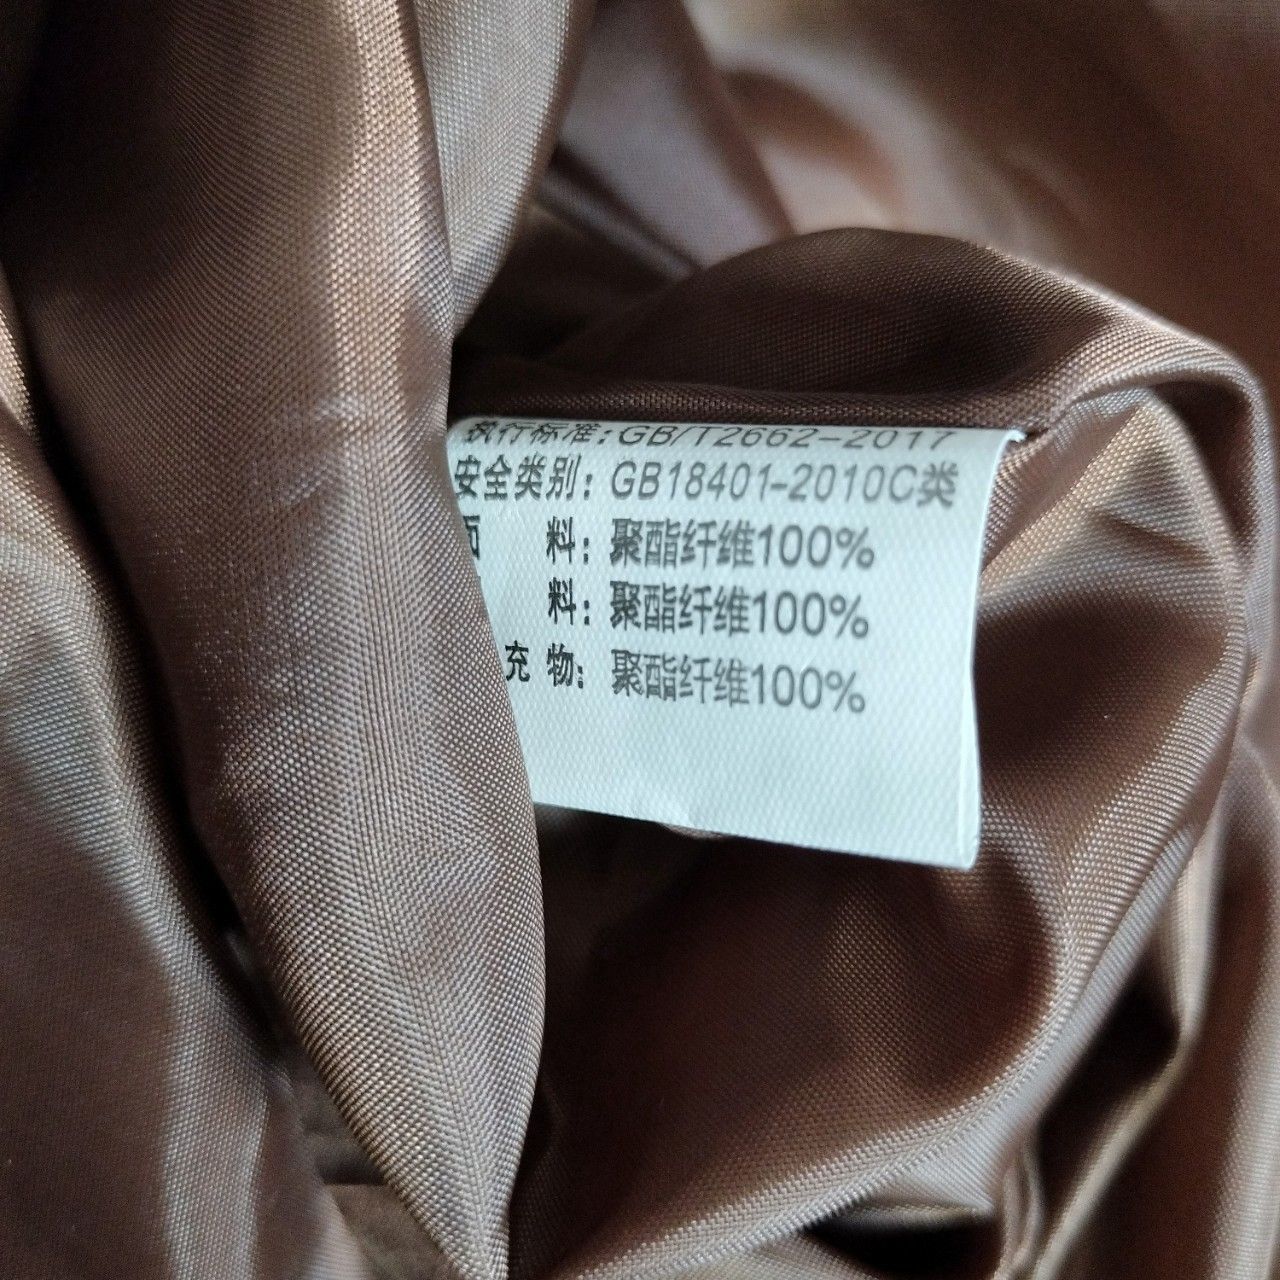 执行标准:GB/T2662-2017
安全类别:GB18401-2010C类
面 料:聚酯纤维100%
料:聚酯纤维100%
充物:聚酯纤维100%